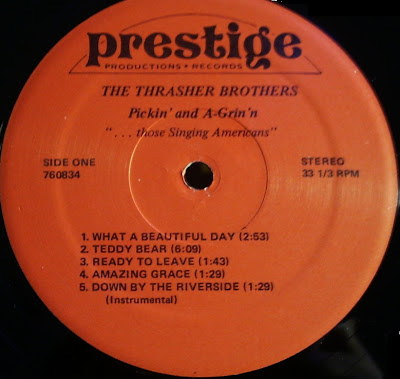 prestige
PRODUCTIONS • RECORDS
THE THRASHER BROTHERS
Pickin' and A-Grin'n
". . . those Singing Americans"
SIDE ONE
760834
STEREO
33 1/3 RPM
1. WHAT A BEAUTIFUL DAY (2:53)
2. TEDDY BEAR (6:09)
3. READY TO LEAVE (1:43)
4. AMAZING GRACE (1:29)
5. DOWN BY THE RIVERSIDE (1:29)
(Instrumental)